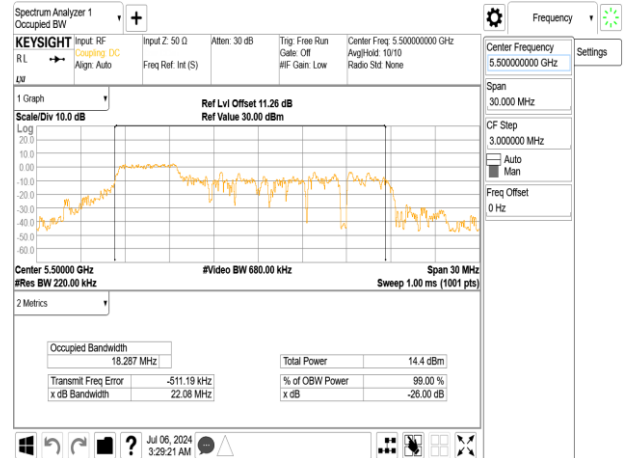 Spectrum Analyzer 1
Occupied BW
+
Frequency
KEYSIGHT
Input: RF
Input Z: 50 Ω
Atten: 30 dB
Trig: Free Run
Center Freq: 5.500000000 GHz
RL
Coupling: DC
Gate: Off
Avg|Hold: 10/10
Align: Auto
Freq Ref: Int (S)
#IF Gain: Low
Radio Std: None
LXI
Center Frequency
5.500000000 GHz
Settings
Span
30.000 MHz
CF Step
3.000000 MHz
Auto
Man
Freq Offset
0 Hz
1 Graph
Ref Lvl Offset 11.26 dB
Scale/Div 10.0 dB
Ref Value 30.00 dBm
Log
20.0
10.0
0.00
-10.0
-20.0
-30.0
-40.0
-50.0
-60.0
Center 5.50000 GHz
#Video BW 680.00 kHz
Span 30 MHz
#Res BW 220.00 kHz
Sweep 1.00 ms (1001 pts)
2 Metrics
Occupied Bandwidth
18.287 MHz
Total Power
14.4 dBm
Transmit Freq Error
-511.19 kHz
% of OBW Power
99.00 %
x dB Bandwidth
22.08 MHz
x dB
-26.00 dB
?
Jul 06, 2024
3:29:21 AM